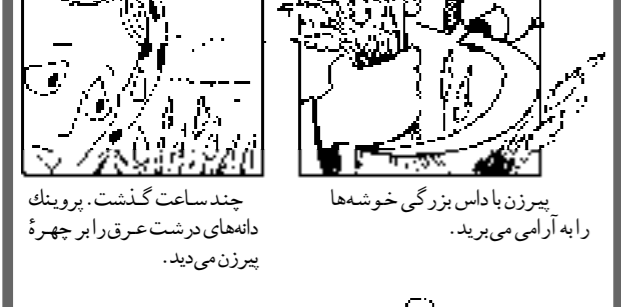 پیرزن با داس بزرگی خوشه‌ها
را به آرامی می‌برید.
چند ساعت گذشت. پروینك
دانه‌های درشت عرق را بر چهرۀ
پیرزن می‌دید.